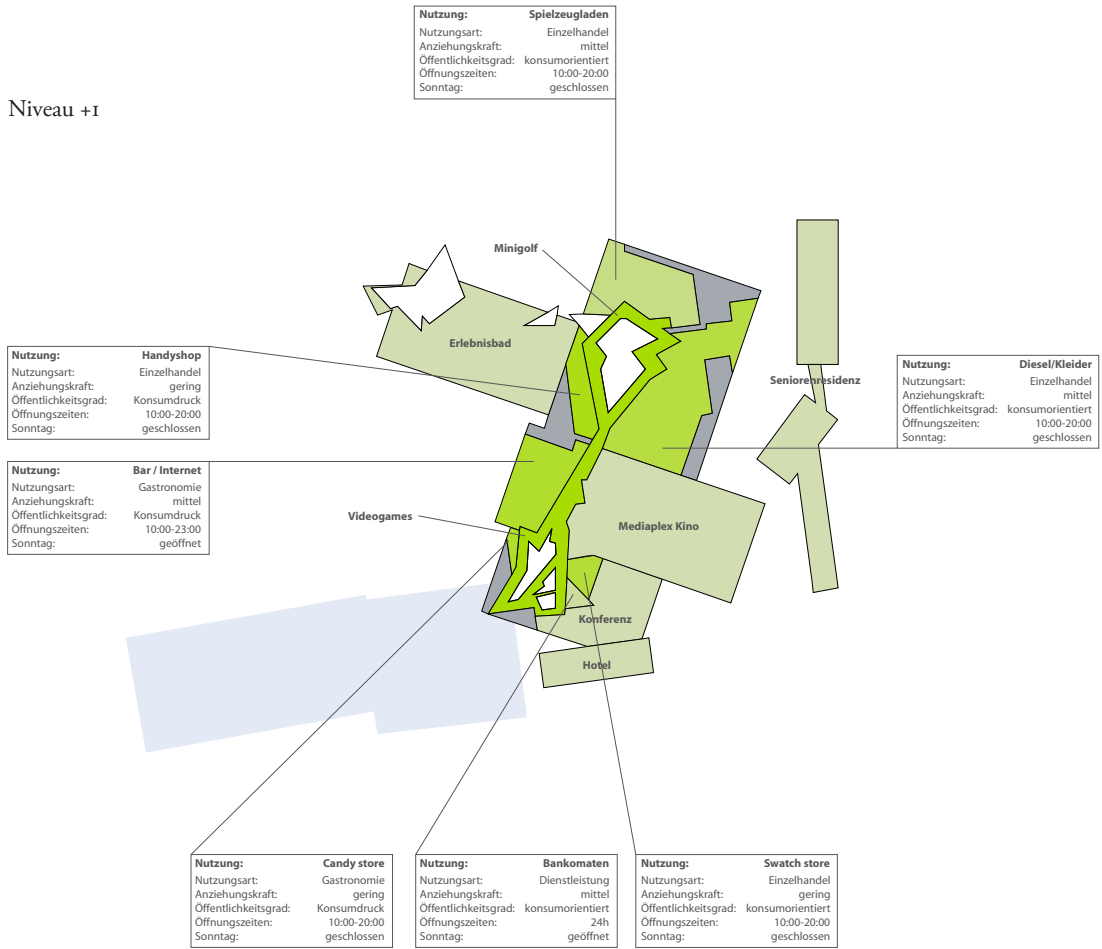 Nutzung: Spielzeugladen
Nutzungsart: Einzelhandel
Anziehungskraft: mittel
Öffentlichkeitsgrad: konsumorientiert
Öffnungszeiten: 10:00-20:00
Sonntag: geschlossen
Niveau +1
Minigolf
Erlebnisbad
Seniorenresidenz
Nutzung: Handyshop
Nutzungsart: Einzelhandel
Anziehungskraft: gering
Öffentlichkeitsgrad: Konsumdruck
Öffnungszeiten: 10:00-20:00
Sonntag: geschlossen
Nutzung: Diesel/Kleider
Nutzungsart: Einzelhandel
Anziehungskraft: mittel
Öffentlichkeitsgrad: konsumorientiert
Öffnungszeiten: 10:00-20:00
Sonntag: geschlossen
Nutzung: Bar / Internet
Nutzungsart: Gastronomie
Anziehungskraft: mittel
Öffentlichkeitsgrad: Konsumdruck
Öffnungszeiten: 10:00-23:00
Sonntag: geöffnet
Videogames
Mediaplex Kino
Konferenz
Hotel
Nutzung: Candy store
Nutzungsart: Gastronomie
Anziehungskraft: gering
Öffentlichkeitsgrad: Konsumdruck
Öffnungszeiten: 10:00-20:00
Sonntag: geschlossen
Nutzung: Bankomaten
Nutzungsart: Dienstleistung
Anziehungskraft: mittel
Öffentlichkeitsgrad: konsumorientiert
Öffnungszeiten: 24h
Sonntag: geöffnet
Nutzung: Swatch store
Nutzungsart: Einzelhandel
Anziehungskraft: gering
Öffentlichkeitsgrad: konsumorientiert
Öffnungszeiten: 10:00-20:00
Sonntag: geschlossen